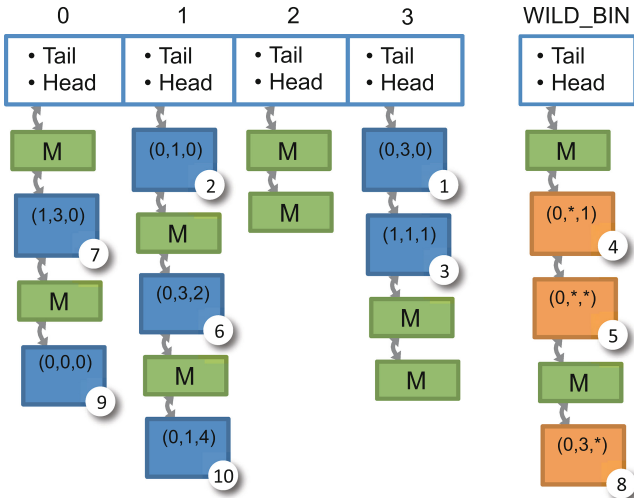 0 1 2 3 WILD_BIN
• Tail • Tail • Tail • Tail • Tail
• Head • Head • Head • Head • Head
M
(1,3,0)
7
M
(0,0,0)
9
(0,1,0)
2
M
(0,3,2)
6
M
(0,1,4)
10
M
M
(0,3,0)
1
(1,1,1)
3
M
M
M
(0,*,1)
4
(0,*,*)
5
M
(0,3,*)
8